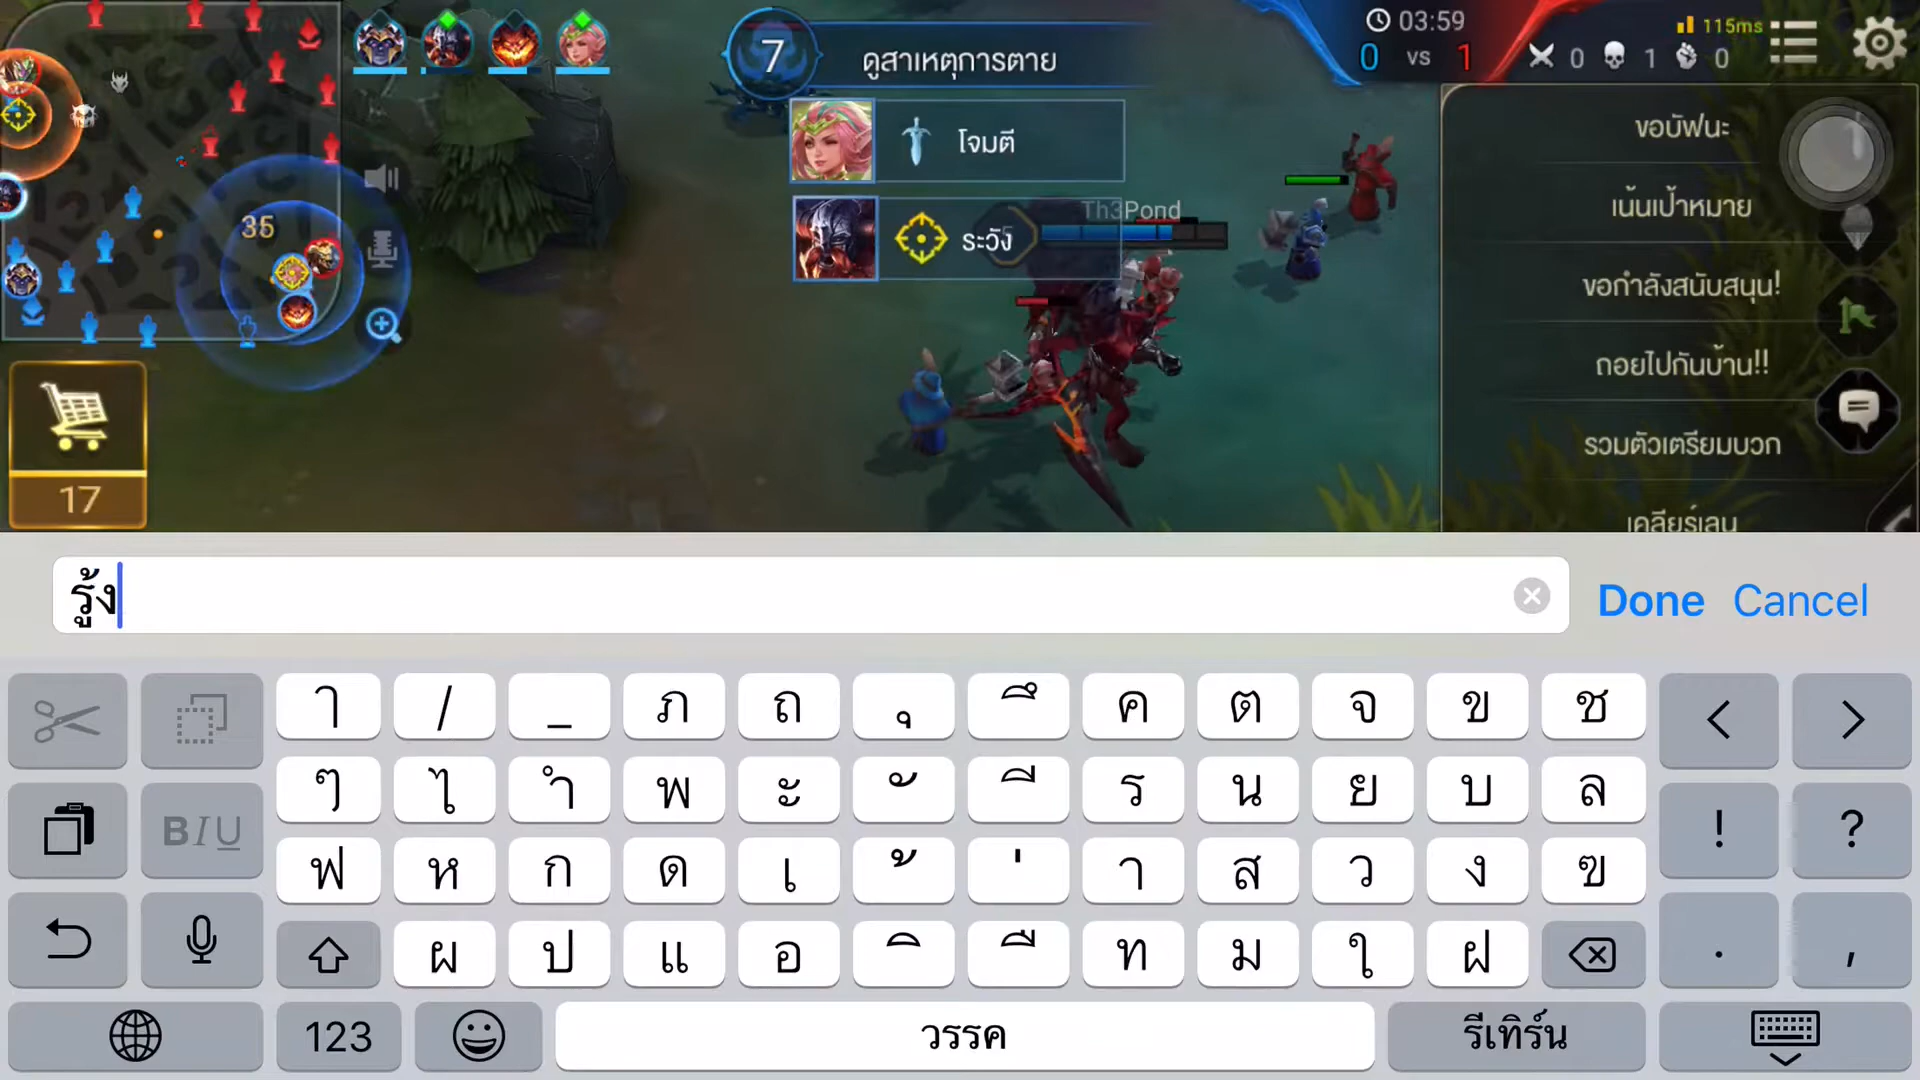 35
17
7
ดูสาเหตุการตาย
โจมตี
ระวัง
Th3Pond
03:59
0 vs 1
0 1 0
115ms
ขอบัฟนะ
เน้นเป้าหมาย
ขอกำลังสนับสนุน!
ถอยไปกันบ้าน!!
รวมตัวเตรียมบวก
เคลียร์เลน
รู้ง
Done Cancel
ๅ / _ ภ ถ ุ ึ ค ต จ ข ช < >
ๆ ไ ำ พ ะ ั ี ร น ย บ ล ! ?
BIU
ฟ ห ก ด เ ้ ่ า ส ว ง ฃ
ผ ป แ อ ิ ื ท ม ใ ฝ . ,
123 วรรค รีเทิร์น